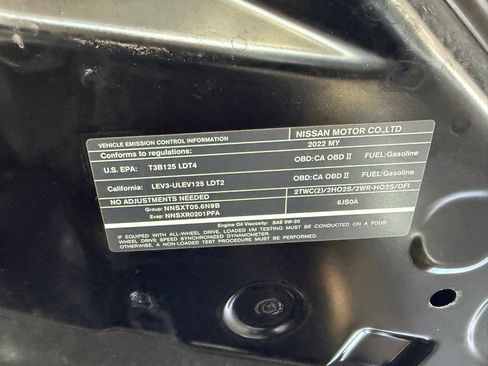 VEHICLE EMISSION CONTROL INFORMATION NISSAN MOTOR CO.,LTD
Conforms to regulations: 2022 MY
U.S. EPA: T3B125 LDT4 OBD:CA OBD II FUEL:Gasoline
California: LEV3-ULEV125 LDT2 OBD:CA OBD II FUEL:Gasoline
NO ADJUSTMENTS NEEDED 2TWC(2)/2HO2S/2WR-HO2S/DFI
Group: NNSXT05.6N9B 6JS0A
Evap: NNSXR0201PFA
Engine Oil Viscosity: SAE 0W-20
IF EQUIPPED WITH ALL-WHEEL DRIVE, LOADED I/M TESTING MUST BE CONDUCTED ON A FOUR
WHEEL DRIVE SPEED SYNCHRONIZED DYNAMOMETER.
OTHERWISE, A NON-LOADED TEST MUST BE CONDUCTED.